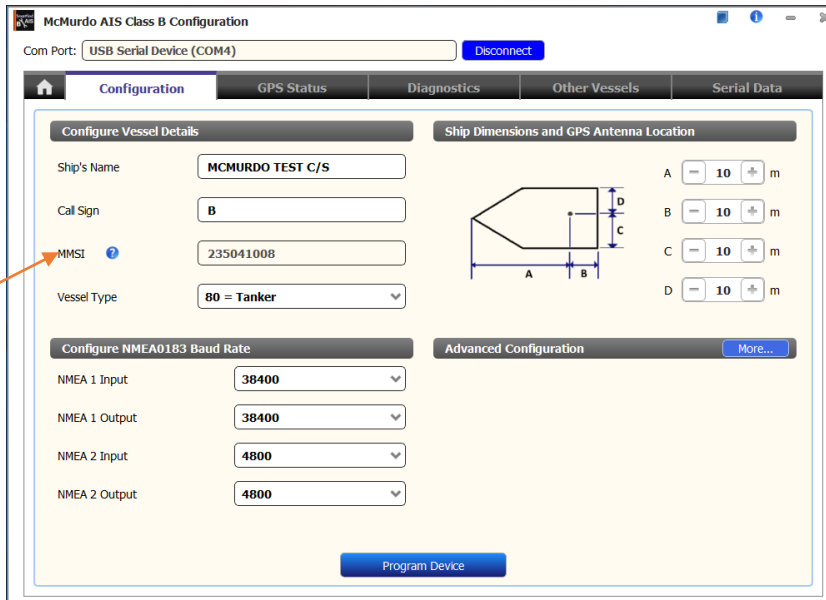 McMurdo AIS Class B Configuration
Com Port: USB Serial Device (COM4) Disconnect
Configuration GPS Status Diagnostics Other Vessels Serial Data
Configure Vessel Details
Ship's Name MCMURDO TEST C/S
Call Sign B
MMSI ? 235041008
Vessel Type 80 = Tanker
Ship Dimensions and GPS Antenna Location
D
C
A B
A - 10 + m
B - 10 + m
C - 10 + m
D - 10 + m
Configure NMEA0183 Baud Rate
NMEA 1 Input 38400
NMEA 1 Output 38400
NMEA 2 Input 4800
NMEA 2 Output 4800
Advanced Configuration More...
Program Device